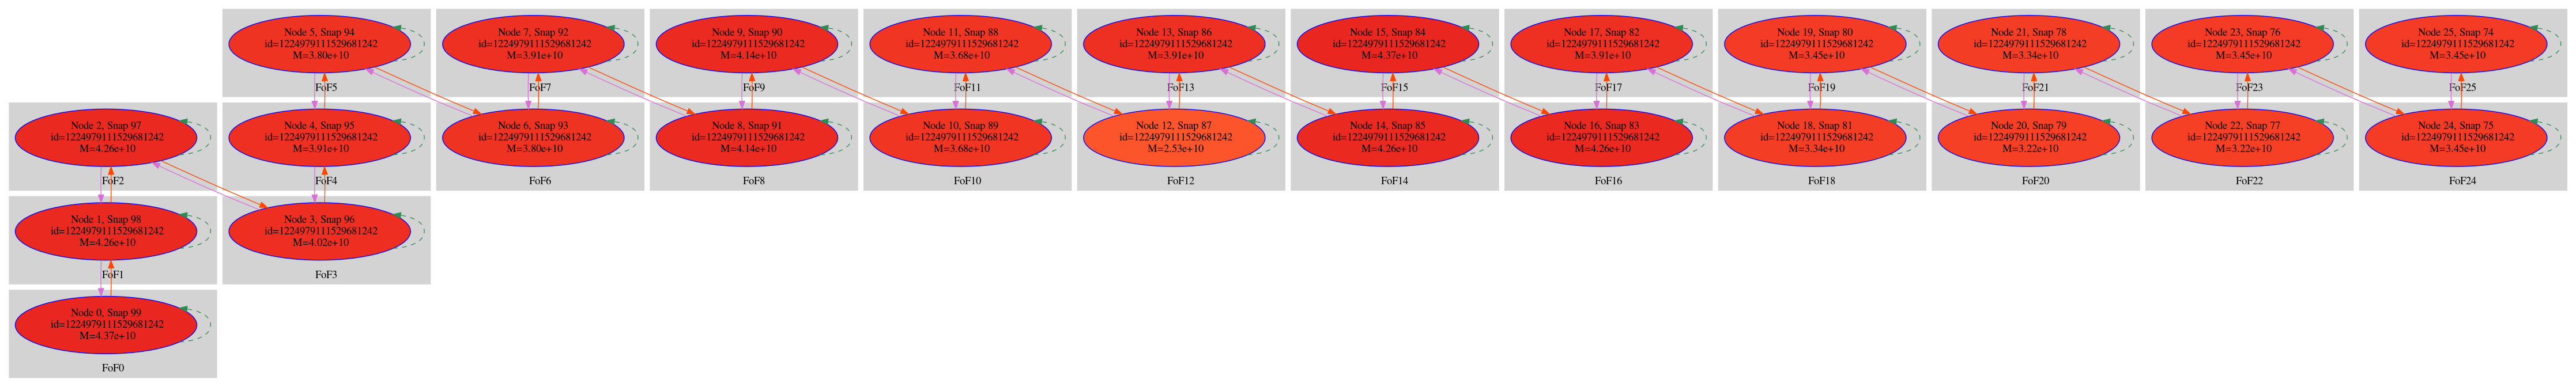 Node 5, Snap 94
id=1224979111529681242
M=3.80e+10
FoF5
Node 7, Snap 92
id=1224979111529681242
M=3.91e+10
FoF7
Node 9, Snap 90
id=1224979111529681242
M=4.14e+10
FoF9
Node 11, Snap 88
id=1224979111529681242
M=3.68e+10
FoF11
Node 13, Snap 86
id=1224979111529681242
M=3.91e+10
FoF13
Node 15, Snap 84
id=1224979111529681242
M=4.37e+10
FoF15
Node 17, Snap 82
id=1224979111529681242
M=3.91e+10
FoF17
Node 19, Snap 80
id=1224979111529681242
M=3.45e+10
FoF19
Node 21, Snap 78
id=1224979111529681242
M=3.34e+10
FoF21
Node 23, Snap 76
id=1224979111529681242
M=3.45e+10
FoF23
Node 25, Snap 74
id=1224979111529681242
M=3.45e+10
FoF25
Node 2, Snap 97
id=1224979111529681242
M=4.26e+10
FoF2
Node 4, Snap 95
id=1224979111529681242
M=3.91e+10
FoF4
Node 6, Snap 93
id=1224979111529681242
M=3.80e+10
FoF6
Node 8, Snap 91
id=1224979111529681242
M=4.14e+10
FoF8
Node 10, Snap 89
id=1224979111529681242
M=3.68e+10
FoF10
Node 12, Snap 87
id=1224979111529681242
M=2.53e+10
FoF12
Node 14, Snap 85
id=1224979111529681242
M=4.26e+10
FoF14
Node 16, Snap 83
id=1224979111529681242
M=4.26e+10
FoF16
Node 18, Snap 81
id=1224979111529681242
M=3.34e+10
FoF18
Node 20, Snap 79
id=1224979111529681242
M=3.22e+10
FoF20
Node 22, Snap 77
id=1224979111529681242
M=3.22e+10
FoF22
Node 24, Snap 75
id=1224979111529681242
M=3.45e+10
FoF24
Node 1, Snap 98
id=1224979111529681242
M=4.26e+10
FoF1
Node 3, Snap 96
id=1224979111529681242
M=4.02e+10
FoF3
Node 0, Snap 99
id=1224979111529681242
M=4.37e+10
FoF0